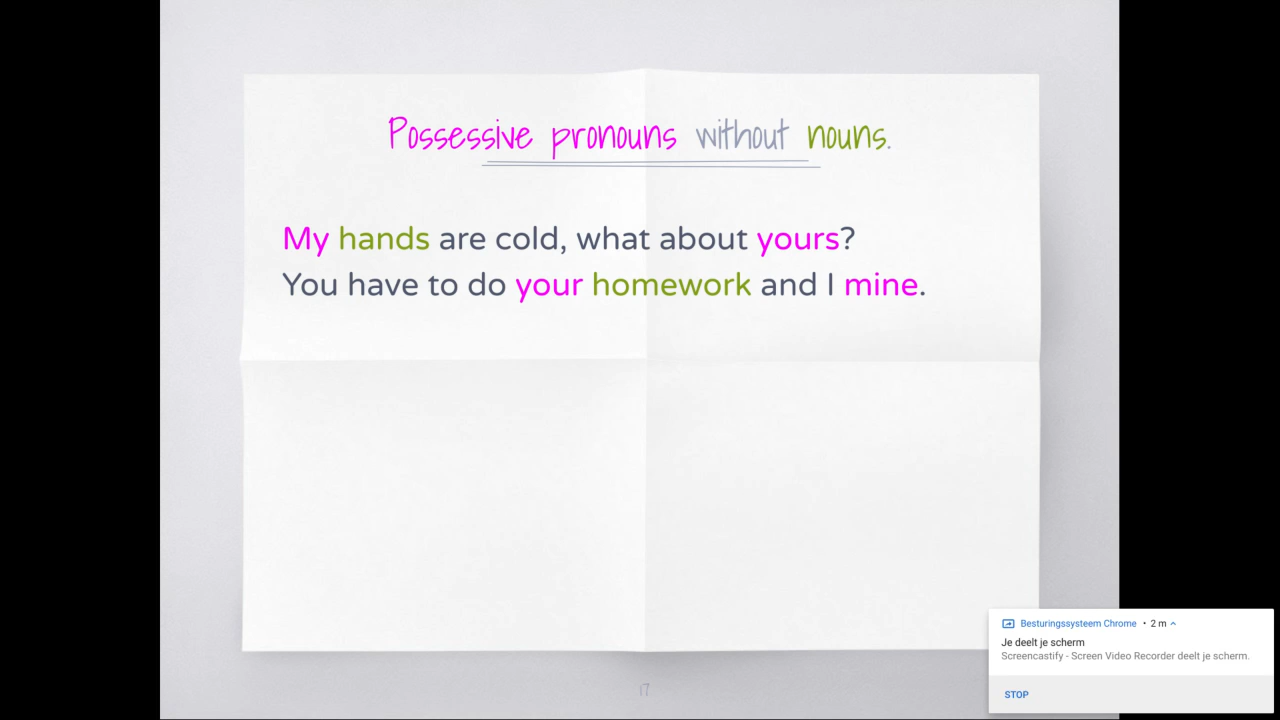 Possessive pronouns without nouns.
My hands are cold, what about yours?
You have to do your homework and I mine.
17
Besturingssysteem Chrome • 2 m
Je deelt je scherm
Screencastify - Screen Video Recorder deelt je scherm.
STOP